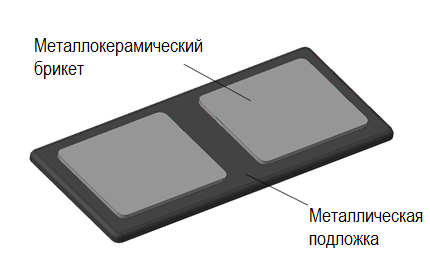 Металлокерамический
брикет
Металлическая
подложка